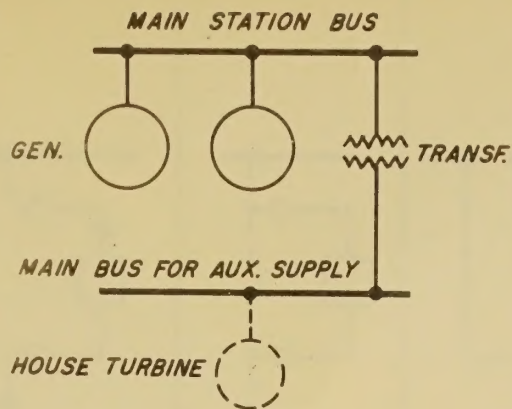 MAIN STATION BUS
GEN.
TRANSF.
MAIN BUS FOR AUX. SUPPLY
HOUSE TURBINE